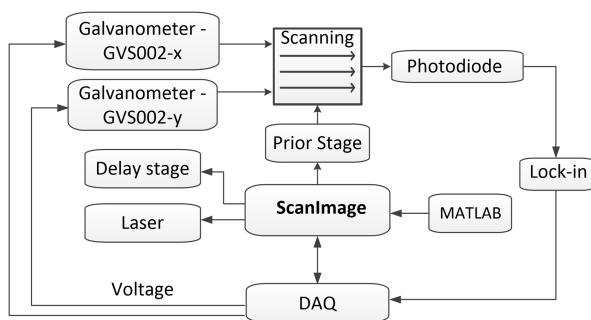 Galvanometer -
GVS002-x
Scanning
Photodiode
Galvanometer -
GVS002-y
Prior Stage
Delay stage
Lock-in
ScanImage
MATLAB
Laser
Voltage
DAQ